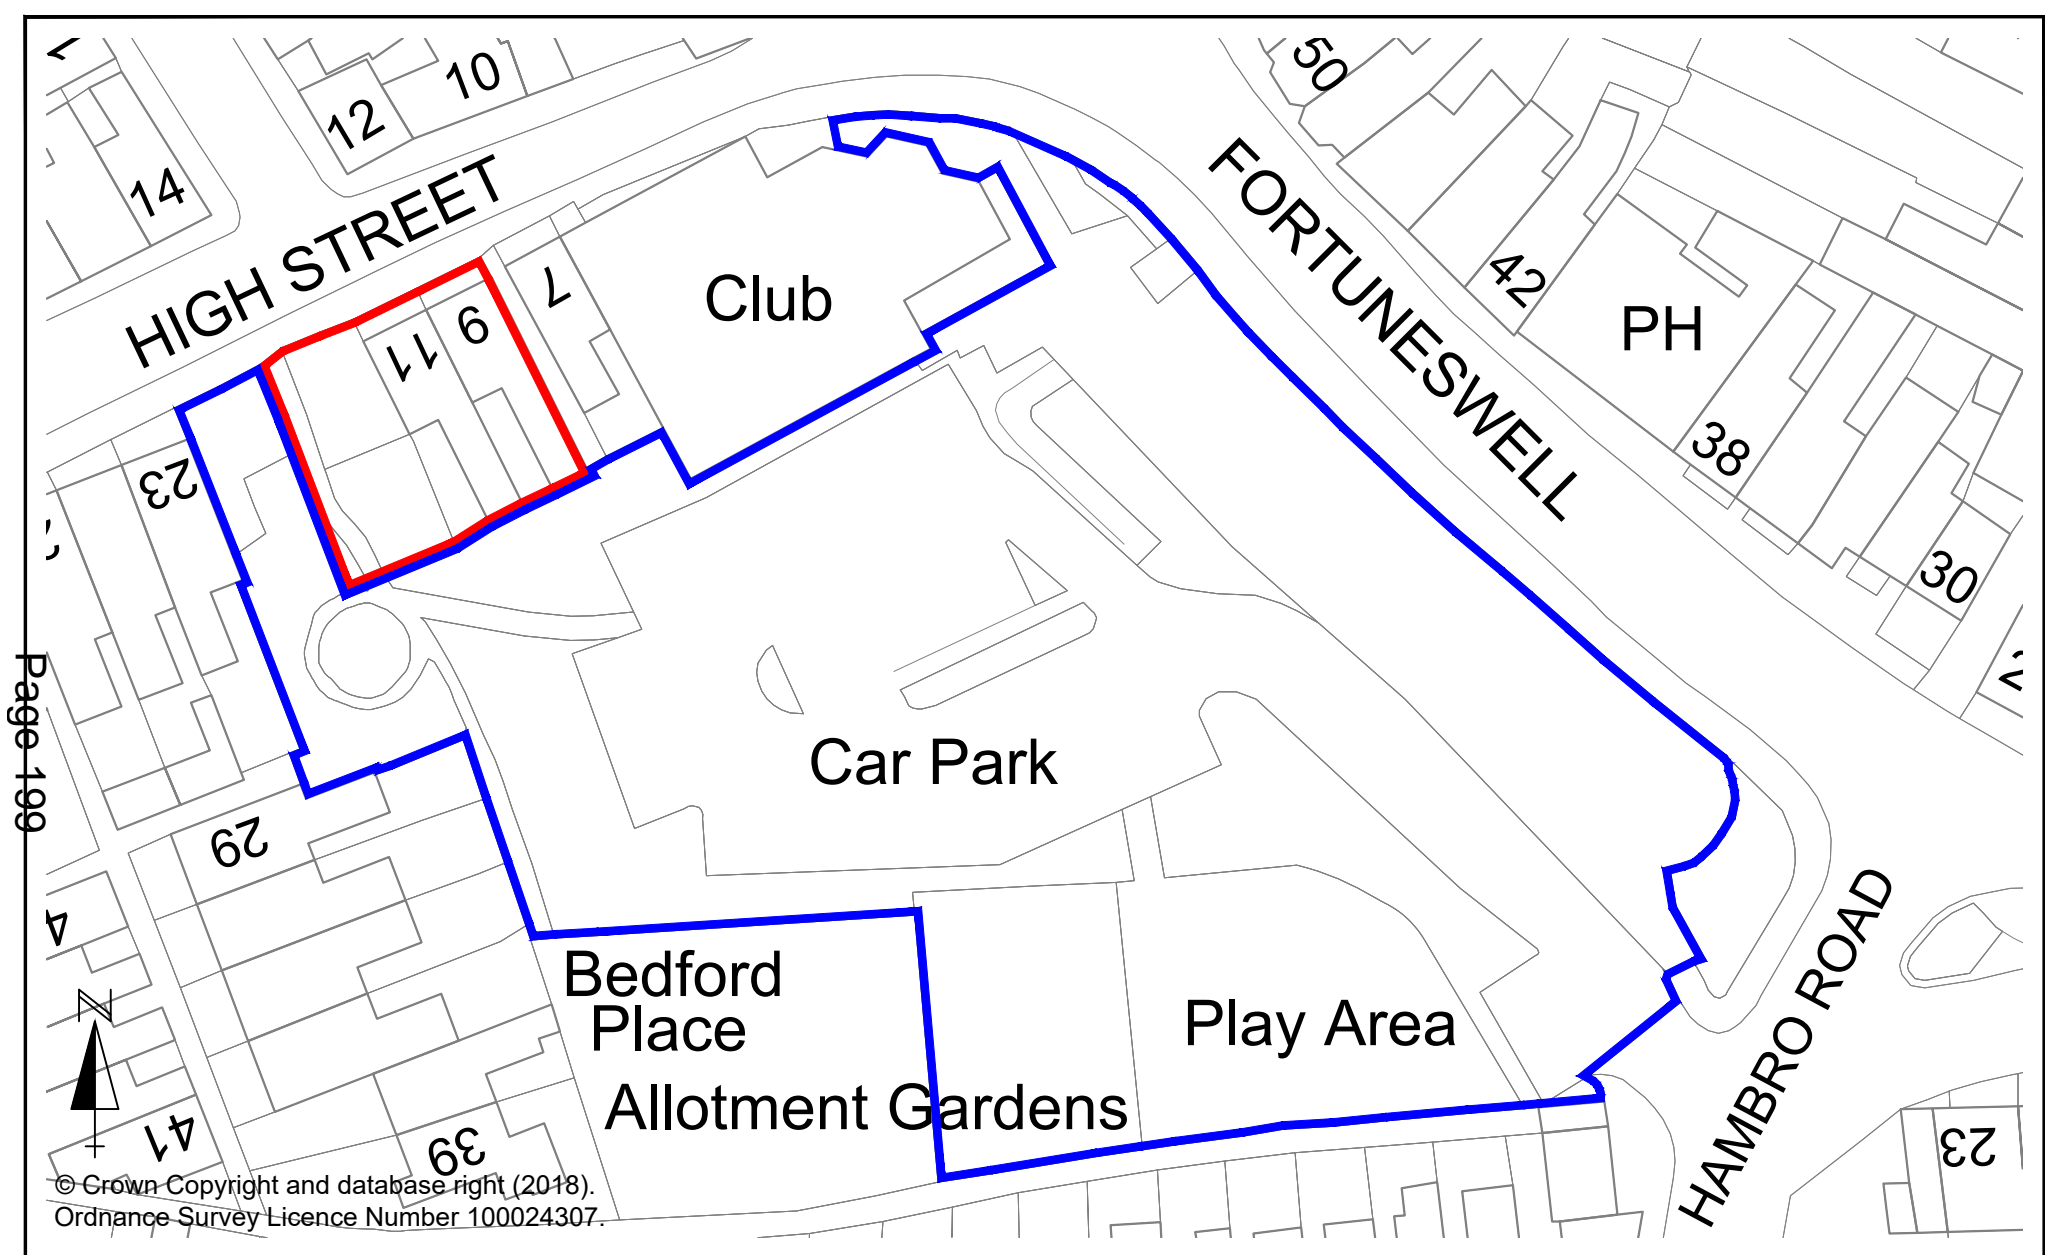 50
10
12
14
HIGH STREET
FORTUNESWELL
7
Club
42
PH
9
11
38
23
30
Page 199
Car Park
29
Bedford
Place
Play Area
Allotment Gardens
HAMBRO ROAD
N
41
39
23
© Crown Copyright and database right (2018).
Ordnance Survey Licence Number 100024307.